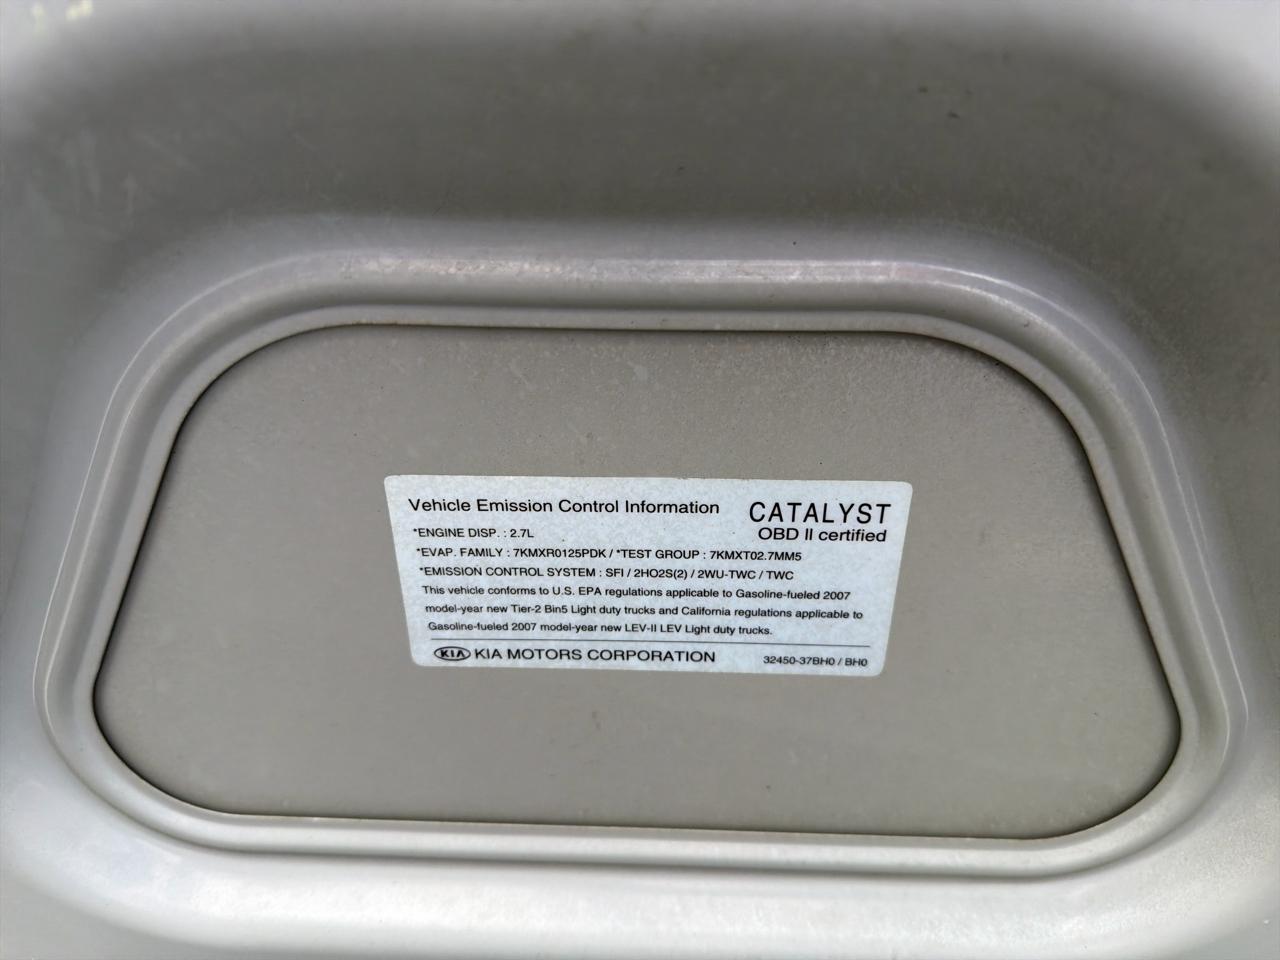 Vehicle Emission Control Information
CATALYST
OBD II certified
*ENGINE DISP. : 2.7L
*EVAP. FAMILY : 7KMXR0125PDK / *TEST GROUP : 7KMXT02.7MM5
*EMISSION CONTROL SYSTEM : SFI / 2HO2S(2) / 2WU-TWC / TWC
This vehicle conforms to U.S. EPA regulations applicable to Gasoline-fueled 2007
model-year new Tier-2 Bin5 Light duty trucks and California regulations applicable to
Gasoline-fueled 2007 model-year new LEV-II LEV Light duty trucks.
KIA KIA MOTORS CORPORATION
32450-37BH0 / BH0